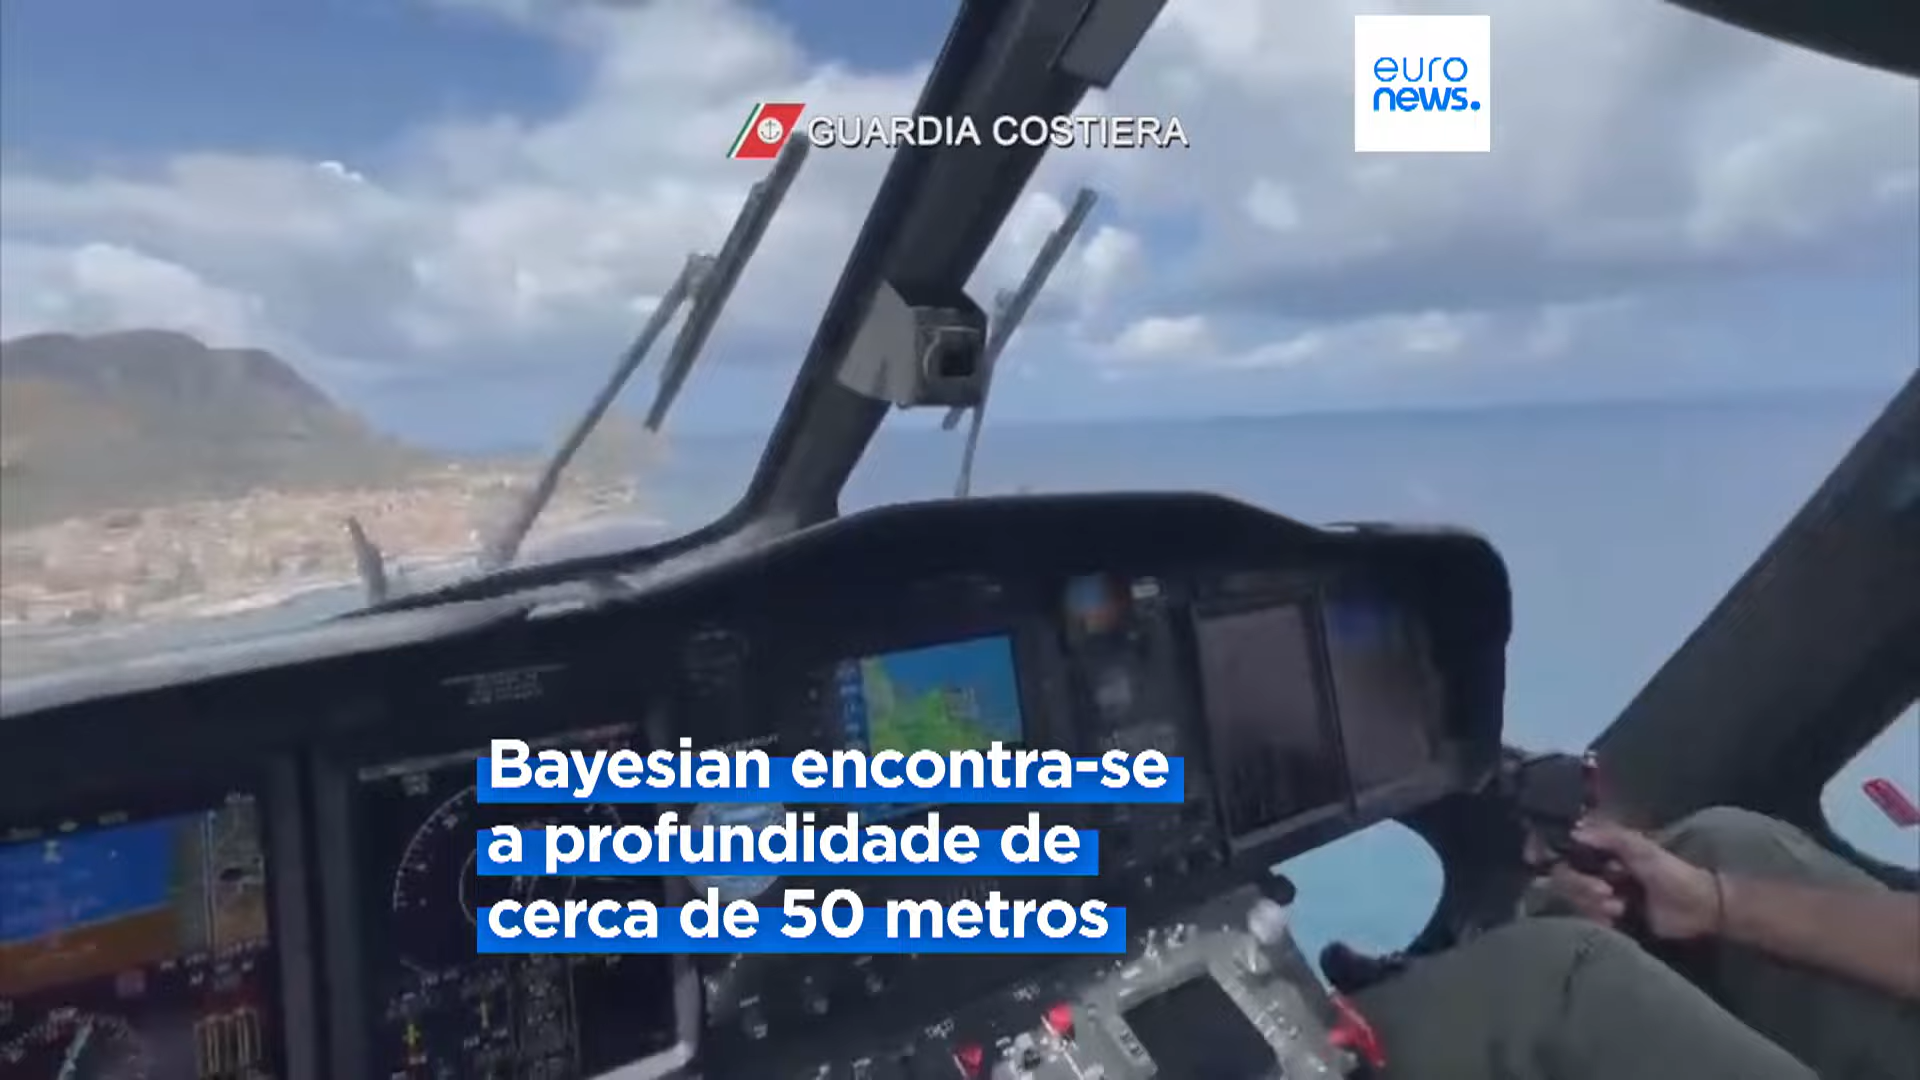 euro
news.
GUARDIA COSTIERA
Bayesian encontra-se
a profundidade de
cerca de 50 metros